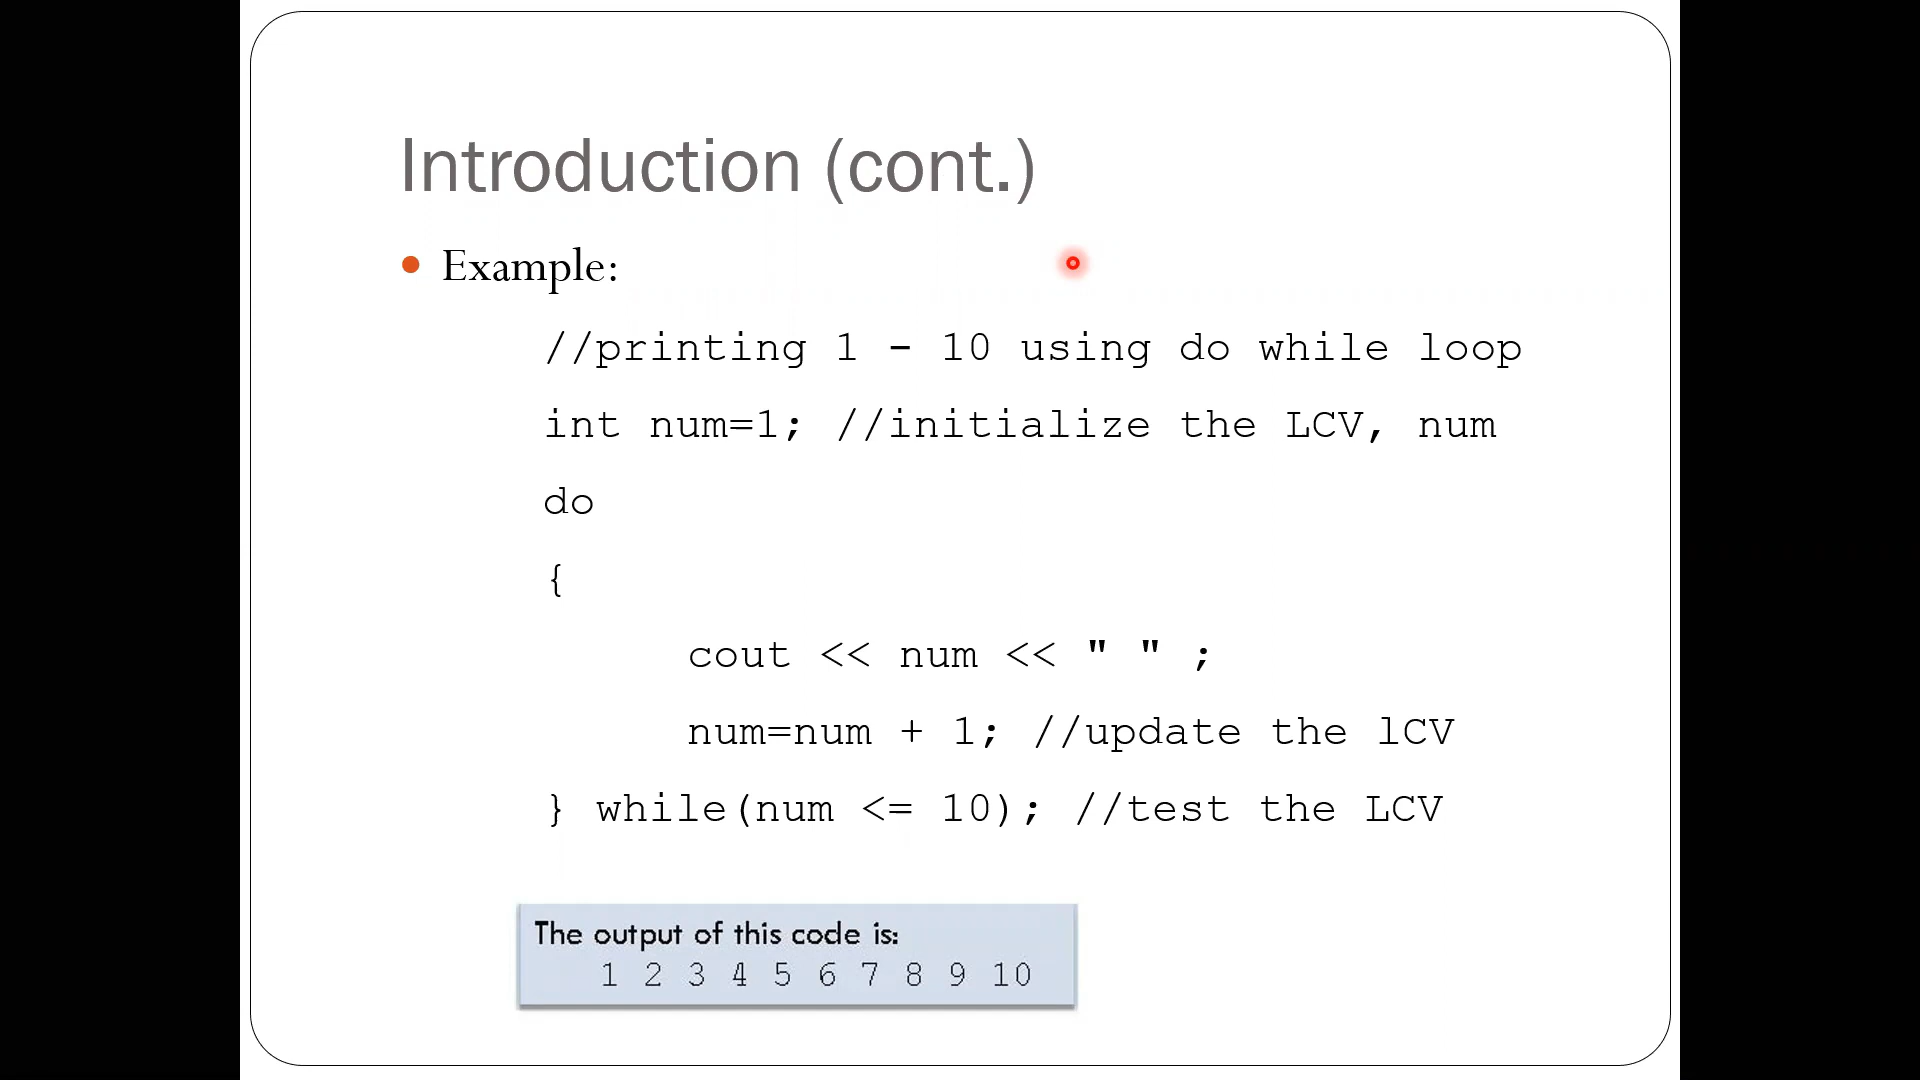 Introduction (cont.)
Example:
//printing 1 - 10 using do while loop
int num=1; //initialize the LCV, num
do
{
cout << num << " " ;
num=num + 1; //update the lCV
} while(num <= 10); //test the LCV
The output of this code is:
1 2 3 4 5 6 7 8 9 10